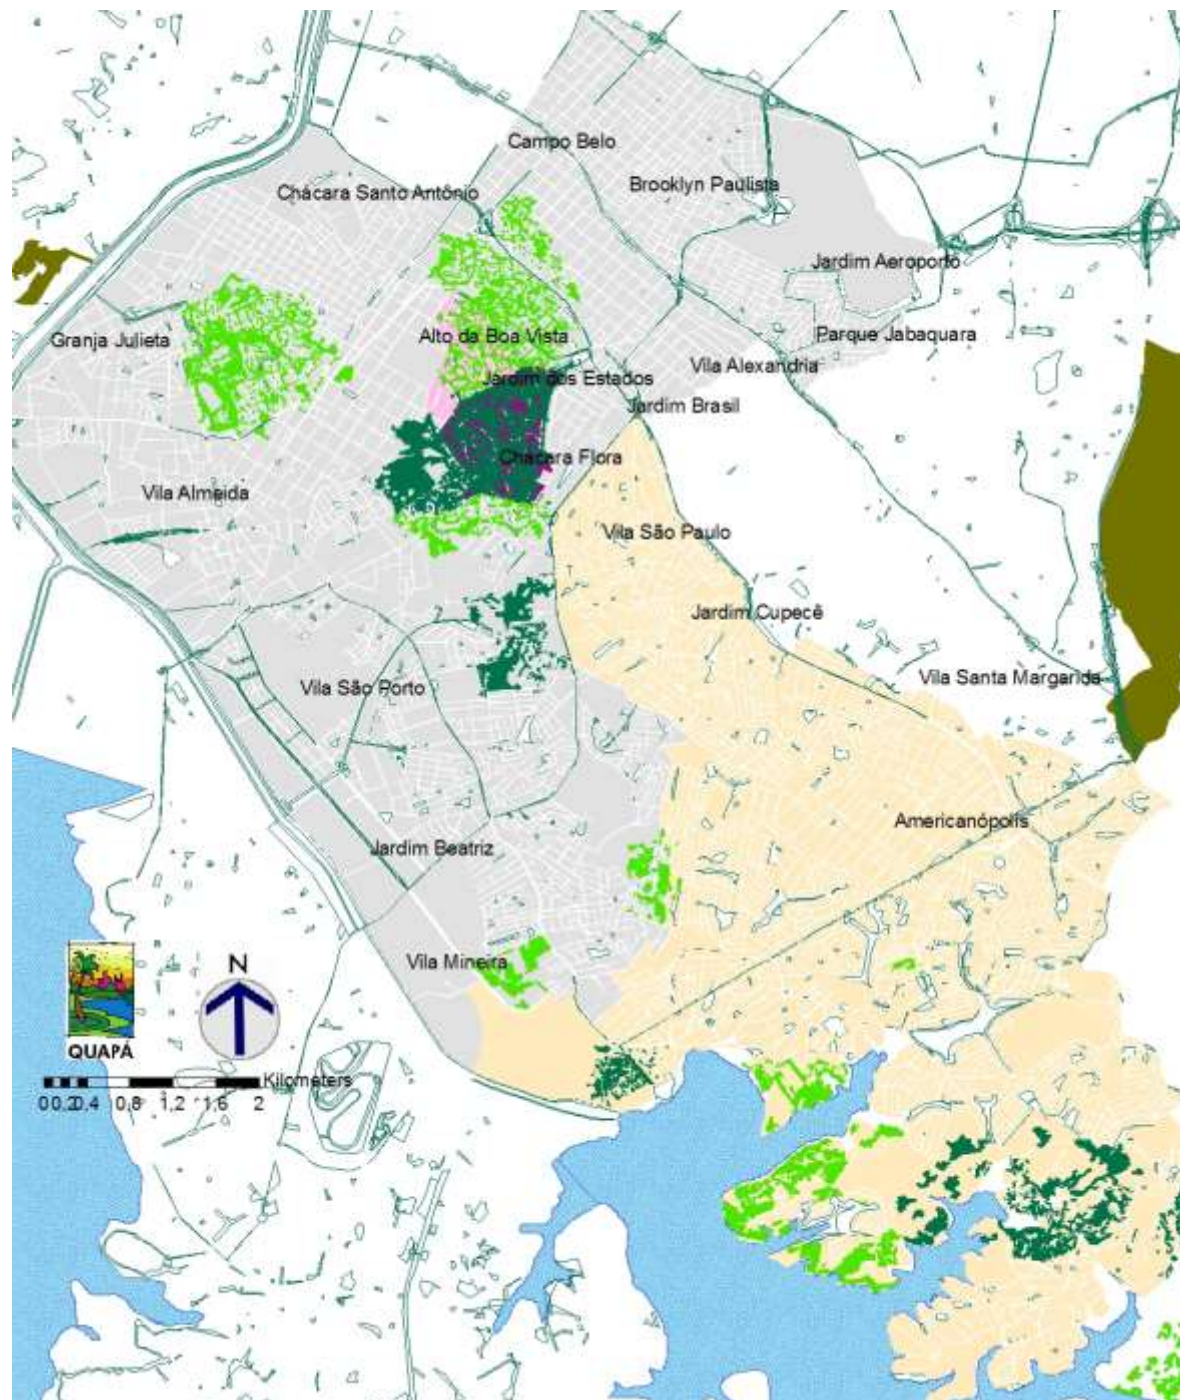 Campo Belo
Brooklyn Paulista
Chácara Santo Antônio
Jardim Aeroporto
Granja Julieta
Alto da Boa Vista
Parque Jabaquara
Vila Alexandria
Jardim dos Estados
Jardim Brasil
Chácara Flora
Vila Almeida
Vila São Paulo
Jardim Cupecê
Vila Santa Margarida
Vila São Porto
Americanópolis
Jardim Beatriz
Vila Mineira
N
QUAPÁ
Kilometers
0 0,2 0,4 0,8 1,2 1,6 2